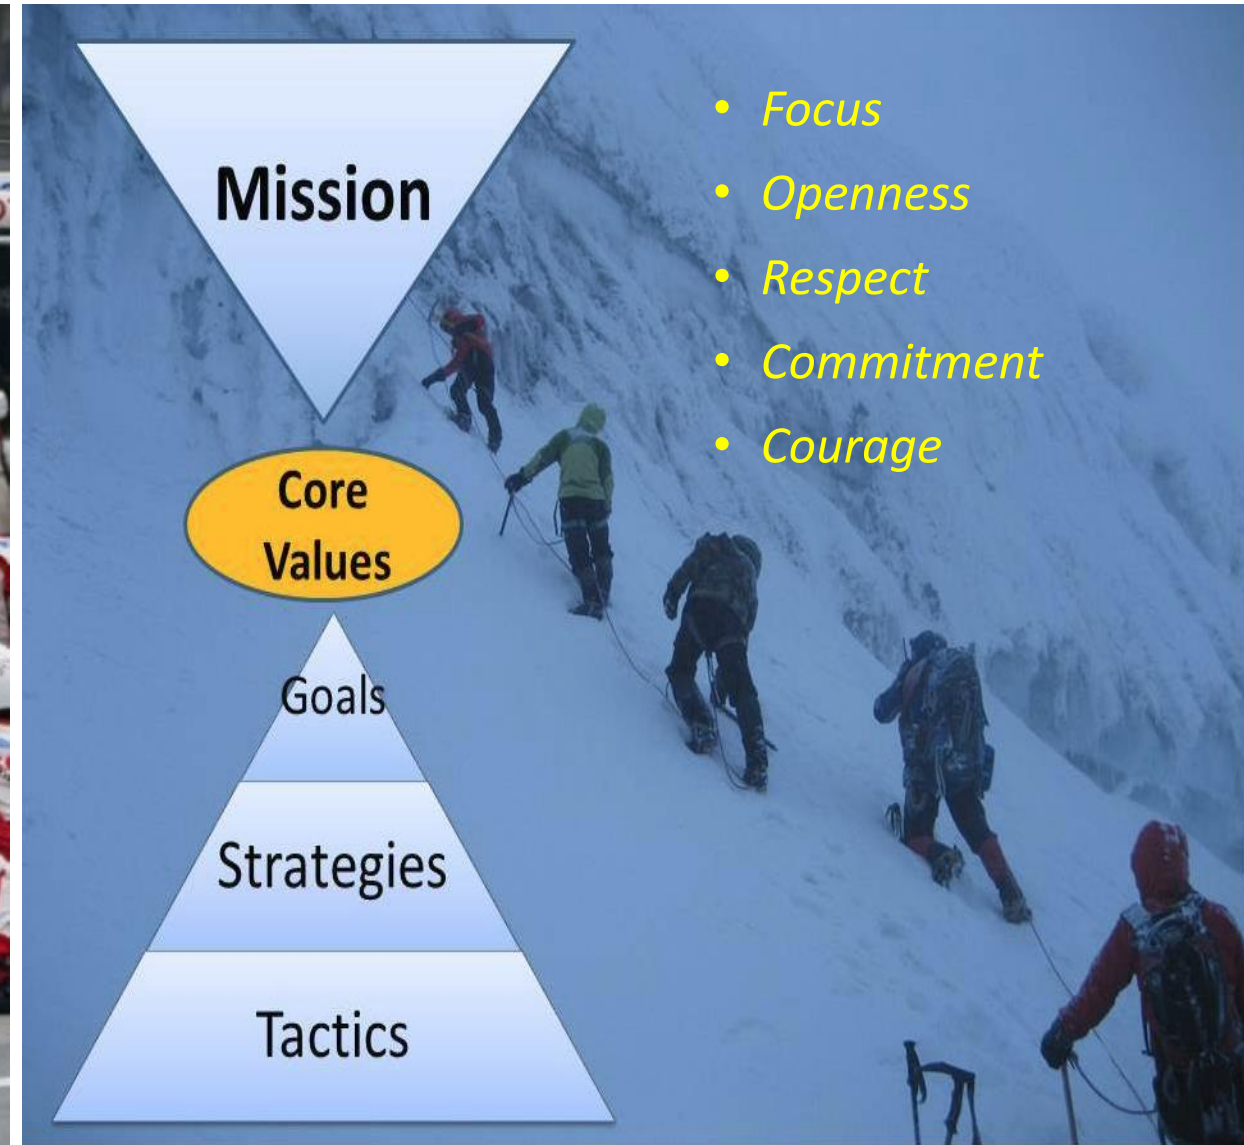 Mission
Core
Values
Goals
Strategies
Tactics
• Focus
• Openness
• Respect
• Commitment
• Courage